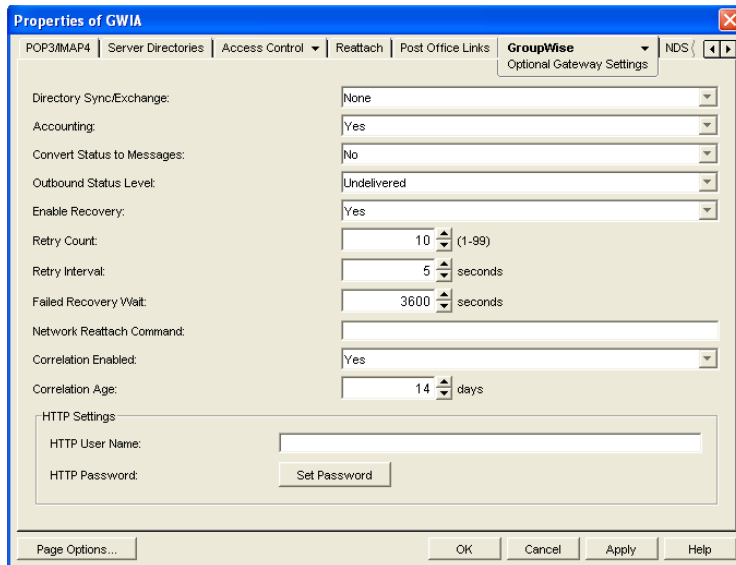 Properties of GWIA
POP3/IMAP4 Server Directories Access Control Reattach Post Office Links GroupWise NDS
Optional Gateway Settings
Directory Sync/Exchange: None
Accounting: Yes
Convert Status to Messages: No
Outbound Status Level: Undelivered
Enable Recovery: Yes
Retry Count: 10 (1-99)
Retry Interval: 5 seconds
Failed Recovery Wait: 3600 seconds
Network Reattach Command:
Correlation Enabled: Yes
Correlation Age: 14 days
HTTP Settings
HTTP User Name:
HTTP Password: Set Password
Page Options... OK Cancel Apply Help